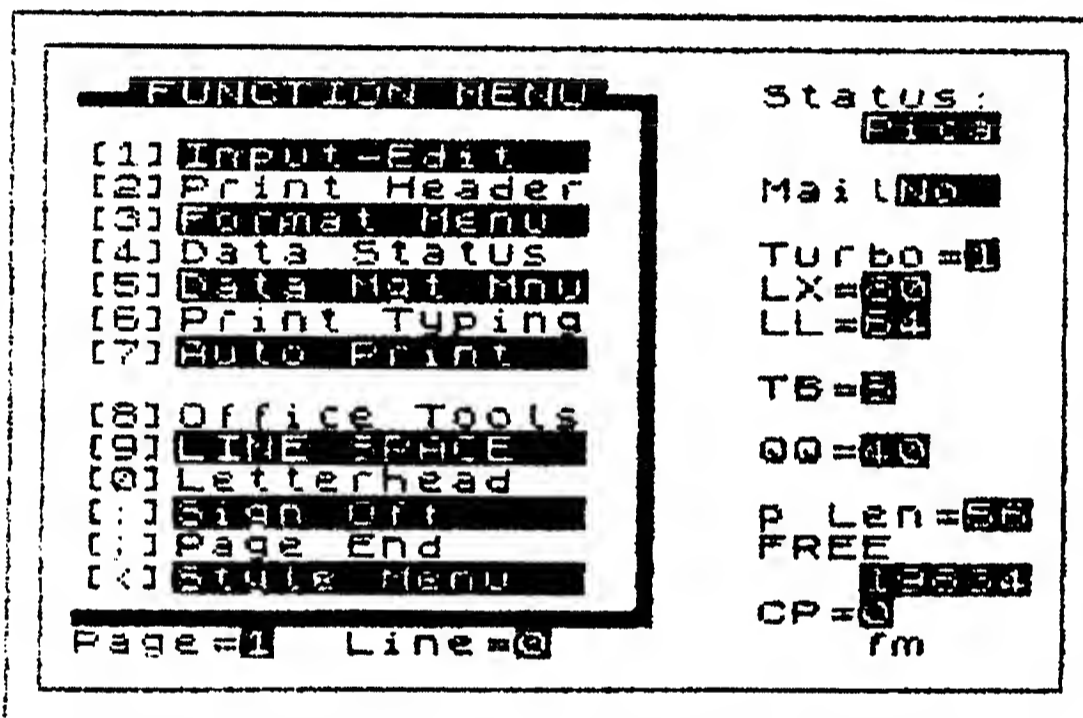 FUNCTION MENU
[1] Input-Edit
[2] Print Header
[3] Format Menu
[4] Data Status
[5] Data Mgt Mnu
[6] Print Typing
[7] Auto Print
[8] Office Tools
[9] LINE SPACE
[0] Letterhead
[:] Sign Off
[;] Page End
[<] Style Menu
Page=1 Line=0
Status:
Pica
Mail No
Turbo=1
LX=80
LL=
TB=
QQ=40
p Len=
FREE
CP=0
fm